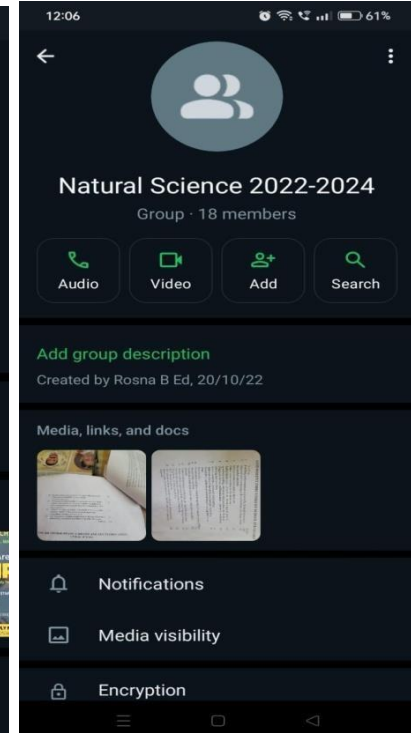 12:06 61%
Natural Science 2022-2024
Group · 18 members
Audio Video Add Search
Add group description
Created by Rosna B Ed, 20/10/22
Media, links, and docs
Notifications
Media visibility
Encryption